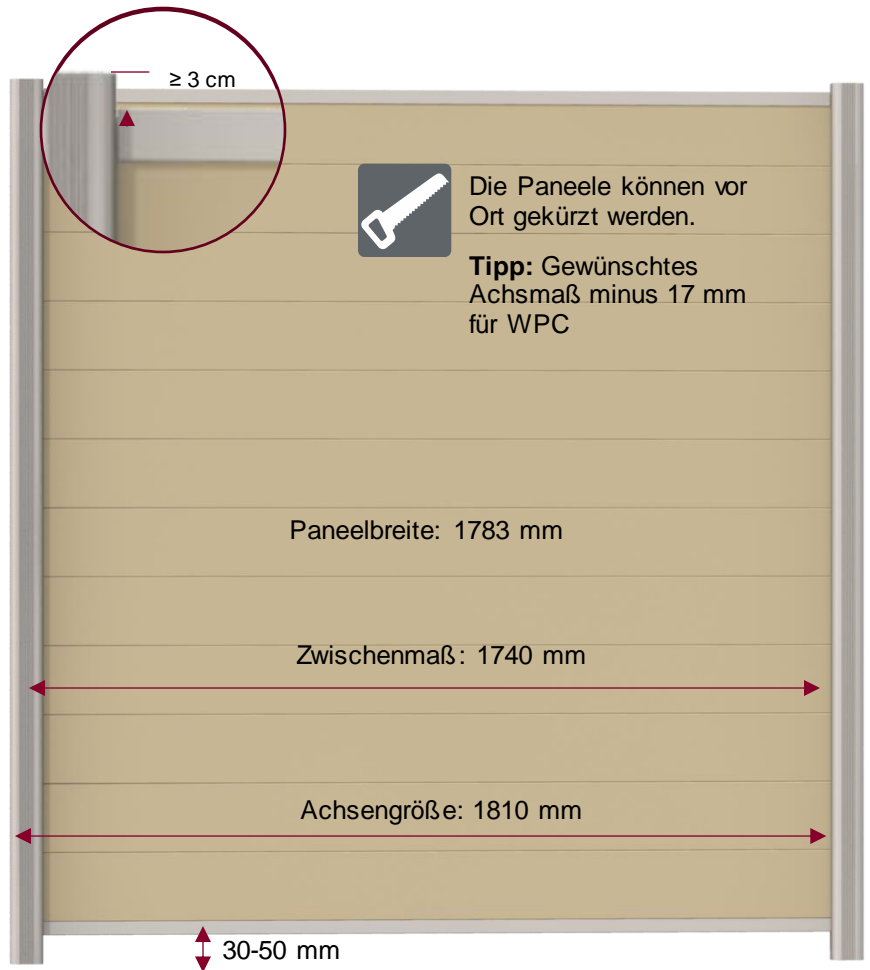 ≥ 3 cm
Die Paneele können vor
Ort gekürzt werden.
Tipp: Gewünschtes
Achsmaß minus 17 mm
für WPC
Paneelbreite: 1783 mm
Zwischenmaß: 1740 mm
Achsengröße: 1810 mm
30-50 mm